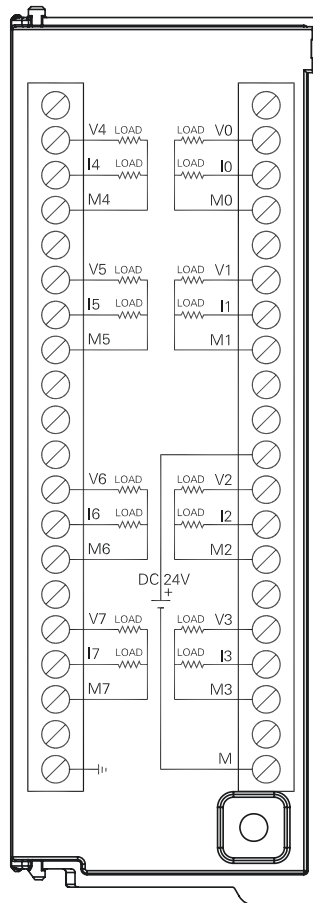 V4 LOAD LOAD V0
I4 LOAD LOAD I0
M4 M0
V5 LOAD LOAD V1
I5 LOAD LOAD I1
M5 M1
V6 LOAD LOAD V2
I6 LOAD LOAD I2
M6 M2
DC 24V
+
V7 LOAD LOAD V3
I7 LOAD LOAD I3
M7 M3
M